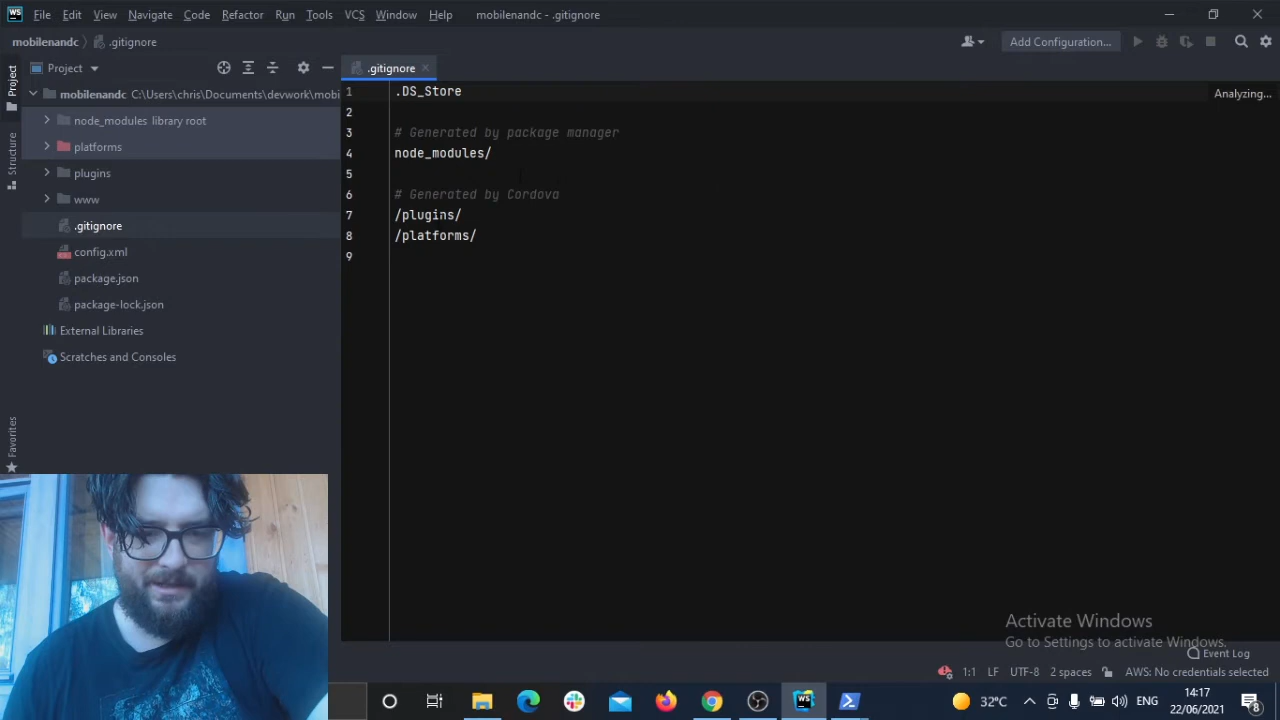 WS File Edit View Navigate Code Refactor Run Tools VCS Window Help mobilenandc - .gitignore
mobilenandc .gitignore Add Configuration...
Project .gitignore
Project
mobilenandc C:\Users\chris\Documents\devwork\mobi
node_modules library root
platforms
plugins
www
.gitignore
config.xml
package.json
package-lock.json
External Libraries
Scratches and Consoles
Structure
Favorites
1 .DS_Store
Analyzing...
2
3 # Generated by package manager
4 node_modules/
5
6 # Generated by Cordova
7 /plugins/
8 /platforms/
9
Activate Windows
Go to Settings to activate Windows.
Event Log
1:1 LF UTF-8 2 spaces AWS: No credentials selected
WS 32°C ENG 14:17
22/06/2021 8